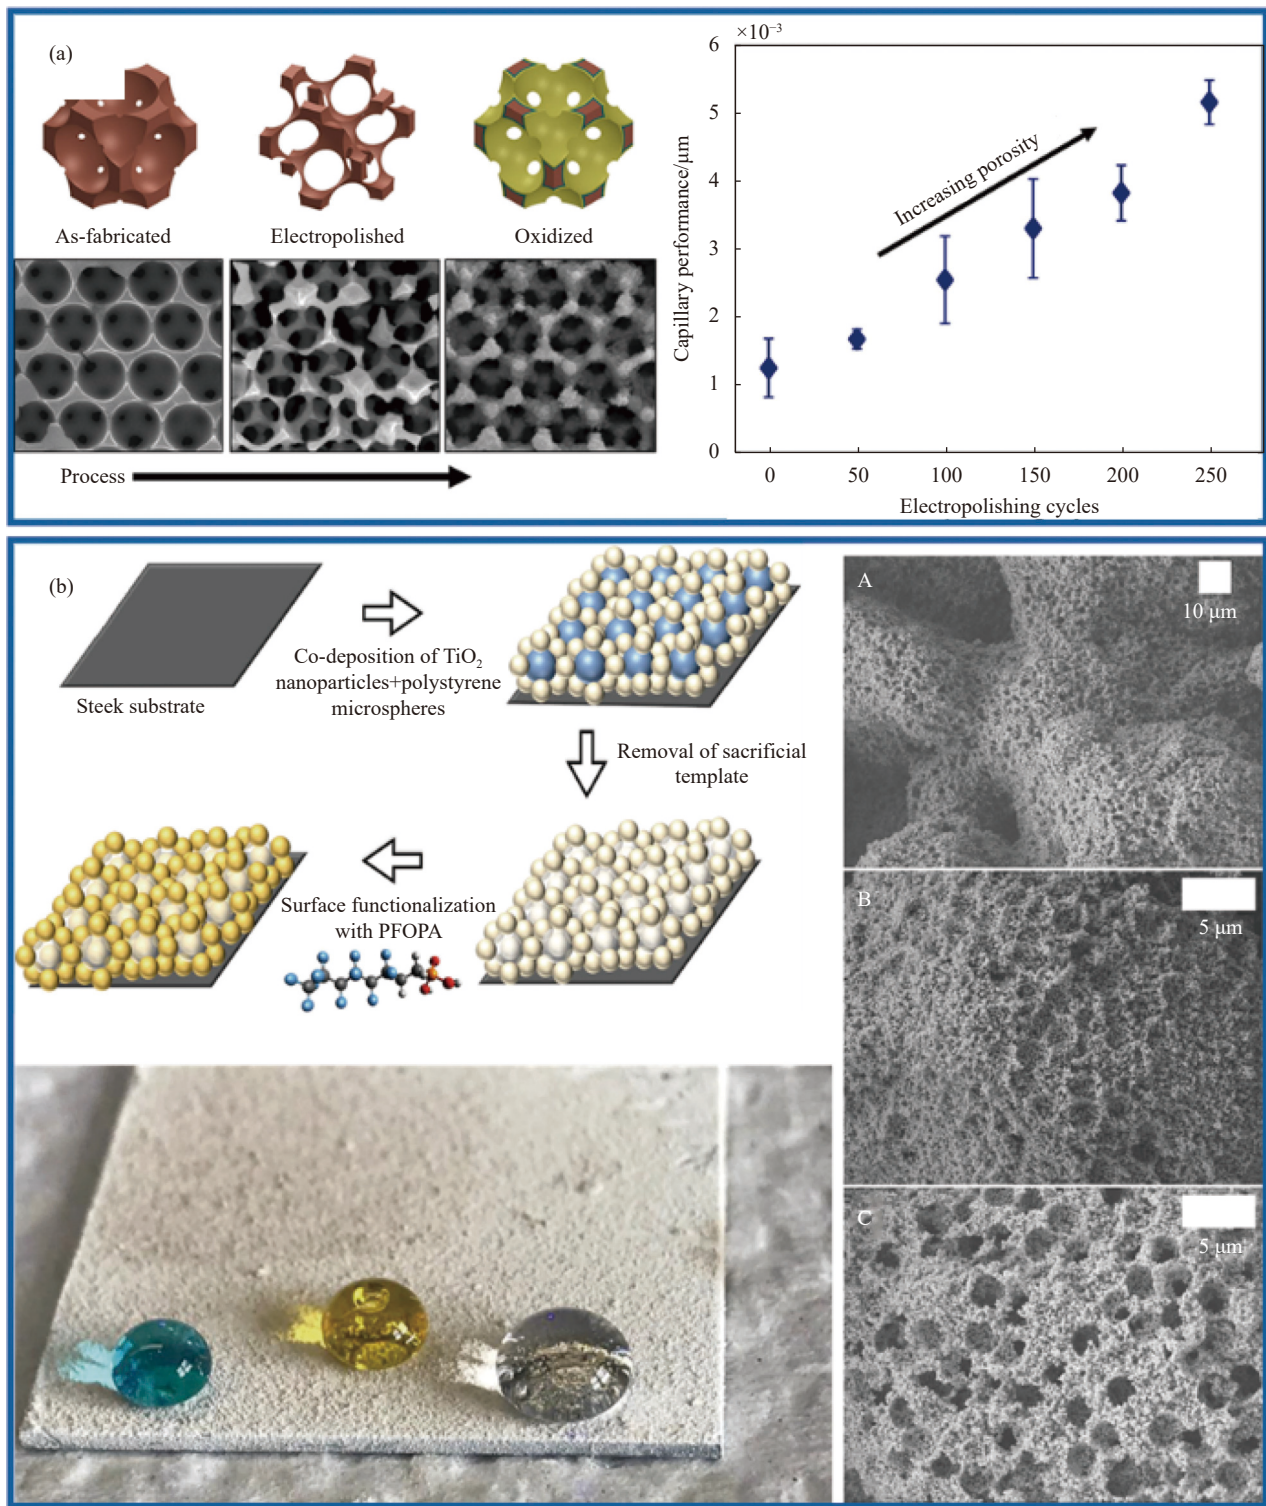 (a)
As-fabricated
Electropolished
Oxidized
Process
×10⁻³
6
5
4
3
2
1
0
Capillary performance/μm
Increasing porosity
0
50
100
150
200
250
Electropolishing cycles
(b)
Steek substrate
Co-deposition of TiO₂
nanoparticles+polystyrene
microspheres
Removal of sacrificial
template
Surface functionalization
with PFOPA
A
10 μm
B
5 μm
C
5 μm